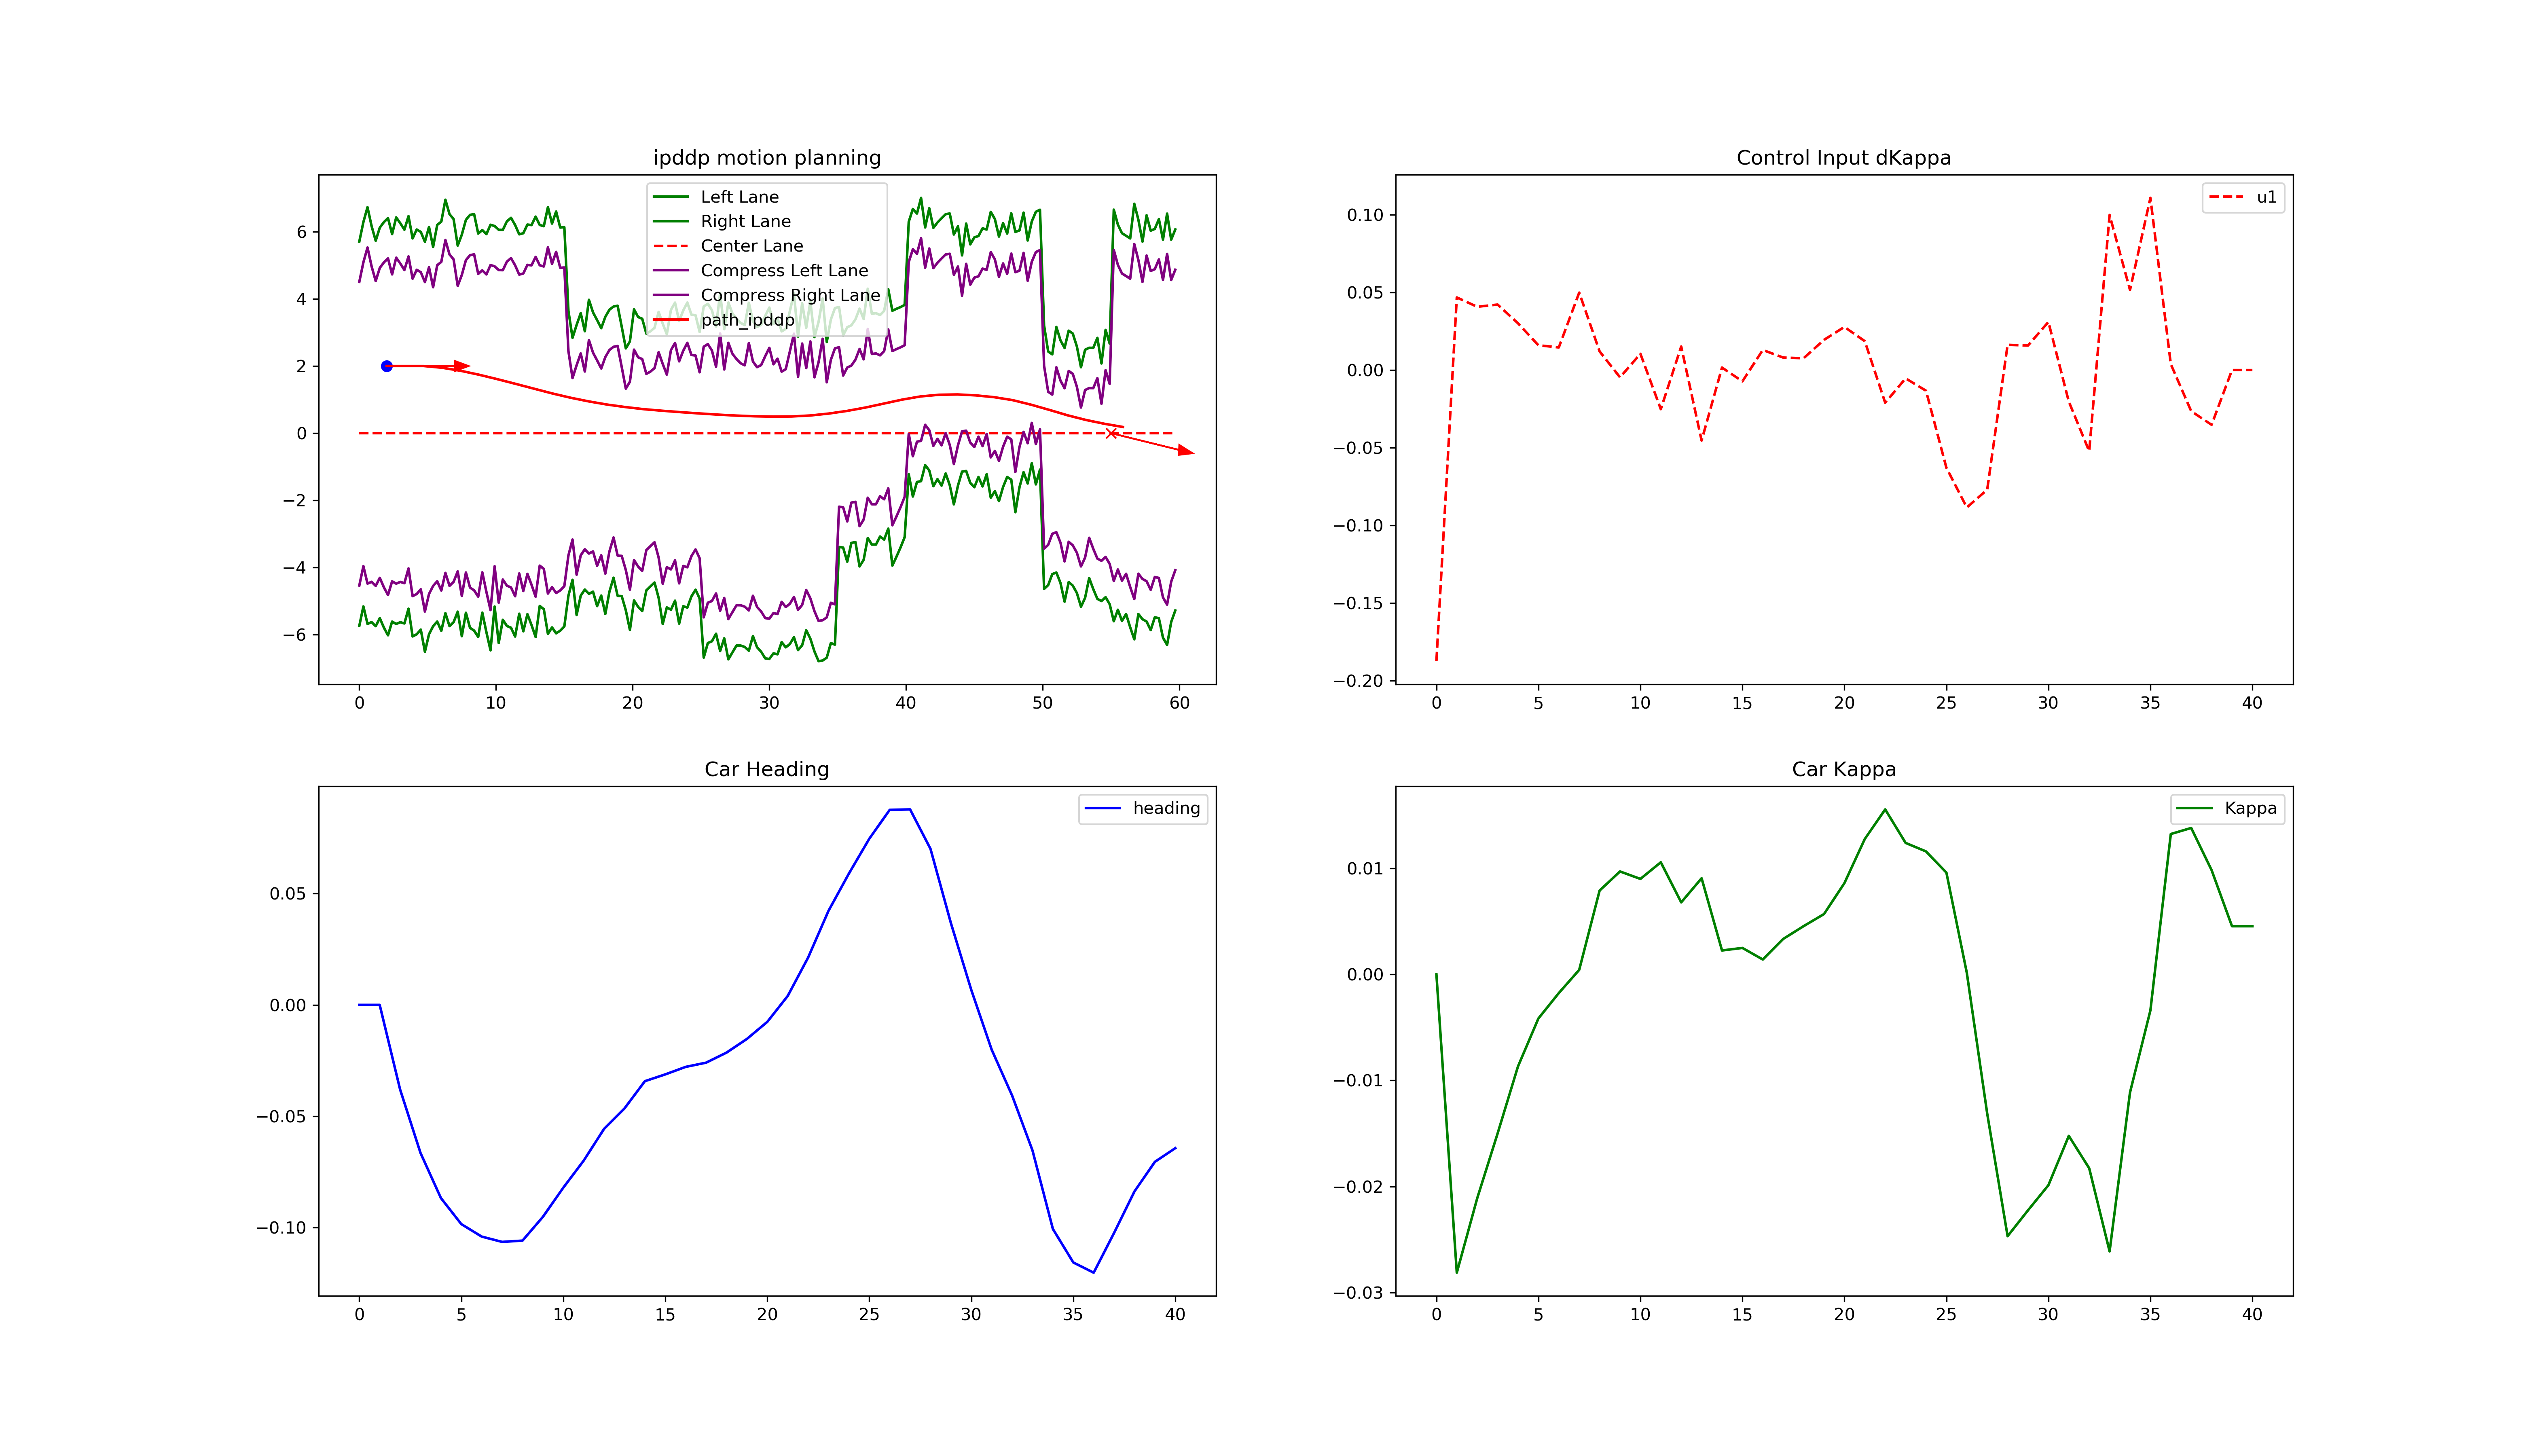 ipddp motion planning
Left Lane
Right Lane
Center Lane
Compress Left Lane
Compress Right Lane
path_ipddp
6
4
2
0
−2
−4
−6
0 10 20 30 40 50 60
Control Input dKappa
u1
0.10
0.05
0.00
−0.05
−0.10
−0.15
−0.20
0 5 10 15 20 25 30 35 40
Car Heading
heading
0.05
0.00
−0.05
−0.10
0 5 10 15 20 25 30 35 40
Car Kappa
Kappa
0.01
0.00
−0.01
−0.02
−0.03
0 5 10 15 20 25 30 35 40